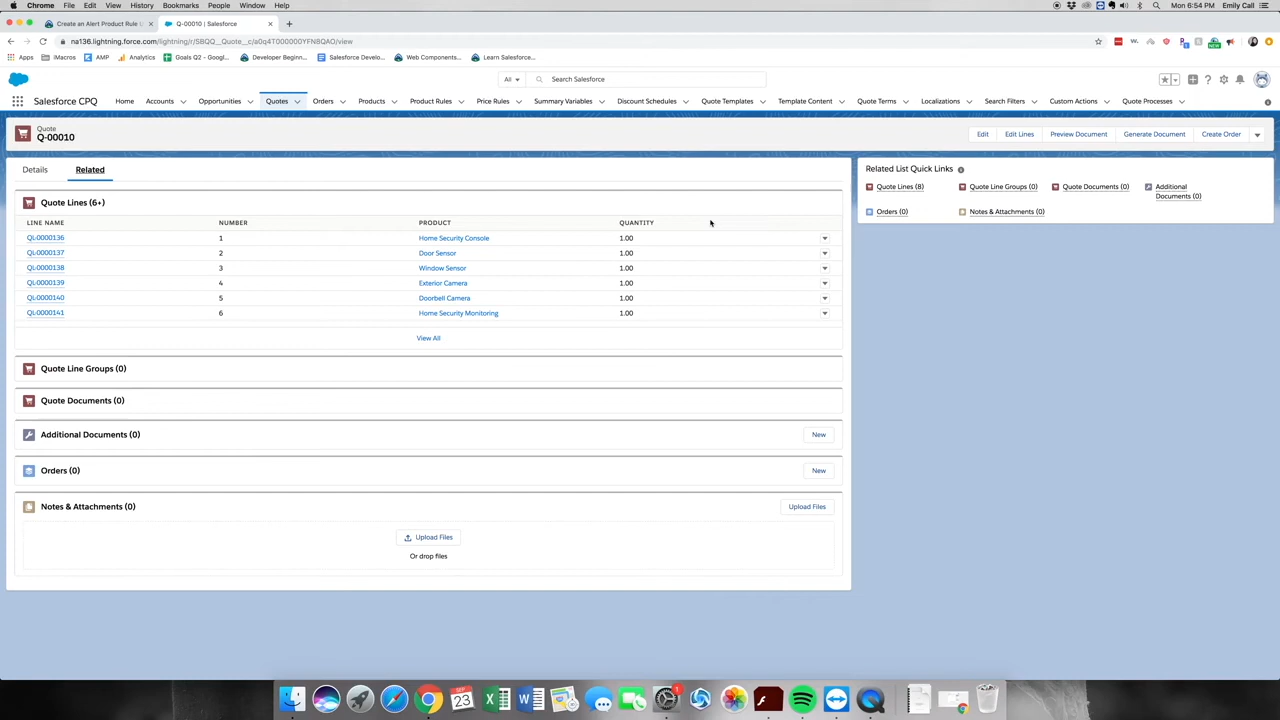 Chrome File Edit View History Bookmarks People Window Help
Mon 6:54 PM Emily Call
Create an Alert Product Rule
Q-00010 | Salesforce
na136.lightning.force.com/lightning/r/SBQQ__Quote__c/a0q4T000000YFN8QAO/view
Apps iMacros AMP Analytics Goals Q2 - Googl... Developer Beginn... Salesforce Develo... Web Components... Learn Salesforce...
All Search Salesforce
Salesforce CPQ Home Accounts Opportunities Quotes Orders Products Product Rules Price Rules Summary Variables Discount Schedules Quote Templates Template Content Quote Terms Localizations Search Filters Custom Actions Quote Processes
Quote
Q-00010
Edit Edit Lines Preview Document Generate Document Create Order
Details Related
Quote Lines (6+)
LINE NAME NUMBER PRODUCT QUANTITY
QL-0000136 1 Home Security Console 1.00
QL-0000137 2 Door Sensor 1.00
QL-0000138 3 Window Sensor 1.00
QL-0000139 4 Exterior Camera 1.00
QL-0000140 5 Doorbell Camera 1.00
QL-0000141 6 Home Security Monitoring 1.00
View All
Quote Line Groups (0)
Quote Documents (0)
Additional Documents (0) New
Orders (0) New
Notes & Attachments (0) Upload Files
Upload Files
Or drop files
Related List Quick Links
Quote Lines (8) Quote Line Groups (0) Quote Documents (0) Additional
Documents (0)
Orders (0) Notes & Attachments (0)
23
1